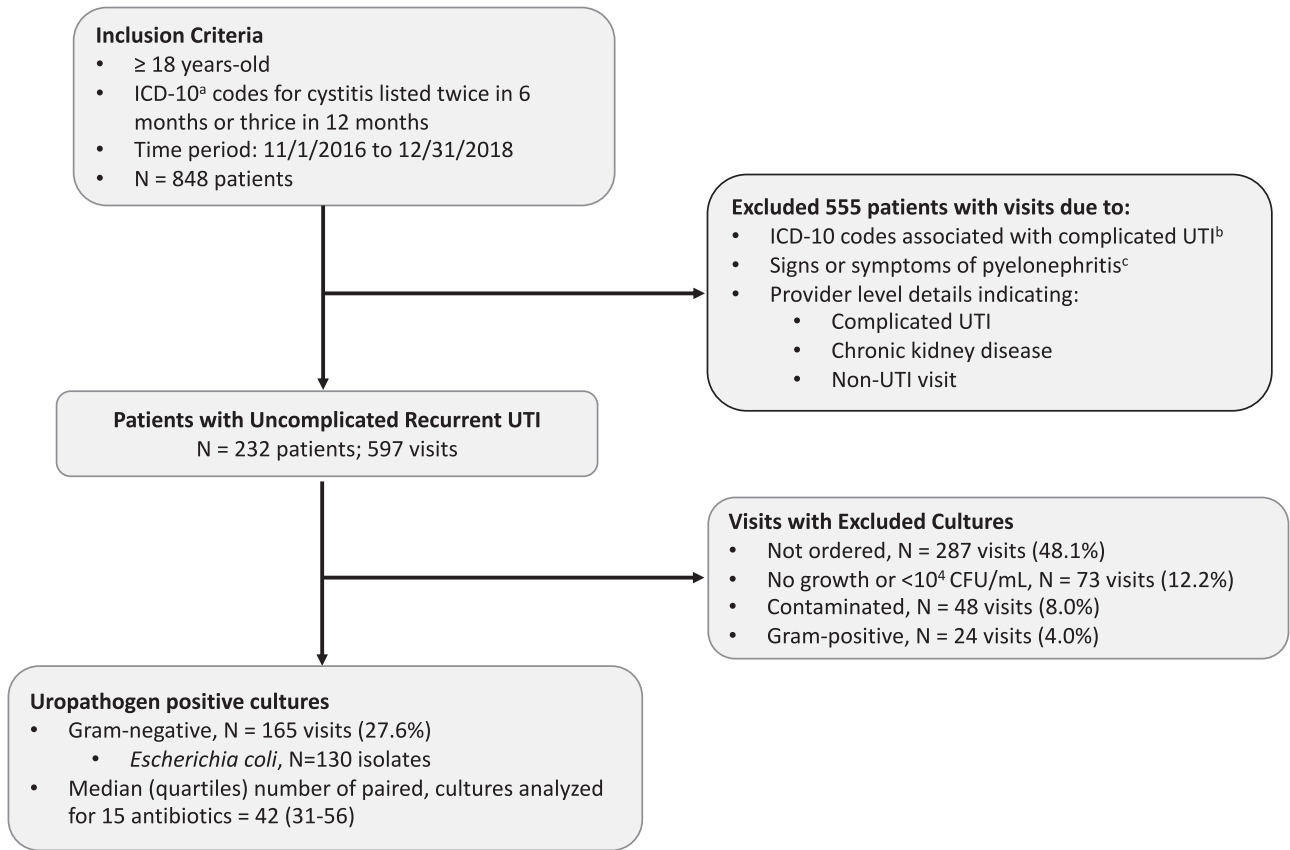 Inclusion Criteria
• ≥ 18 years-old
• ICD-10ᵃ codes for cystitis listed twice in 6
months or thrice in 12 months
• Time period: 11/1/2016 to 12/31/2018
• N = 848 patients
Excluded 555 patients with visits due to:
• ICD-10 codes associated with complicated UTIᵇ
• Signs or symptoms of pyelonephritisᶜ
• Provider level details indicating:
• Complicated UTI
• Chronic kidney disease
• Non-UTI visit
Patients with Uncomplicated Recurrent UTI
N = 232 patients; 597 visits
Visits with Excluded Cultures
• Not ordered, N = 287 visits (48.1%)
• No growth or <10⁴ CFU/mL, N = 73 visits (12.2%)
• Contaminated, N = 48 visits (8.0%)
• Gram-positive, N = 24 visits (4.0%)
Uropathogen positive cultures
• Gram-negative, N = 165 visits (27.6%)
• Escherichia coli, N=130 isolates
• Median (quartiles) number of paired, cultures analyzed
for 15 antibiotics = 42 (31-56)